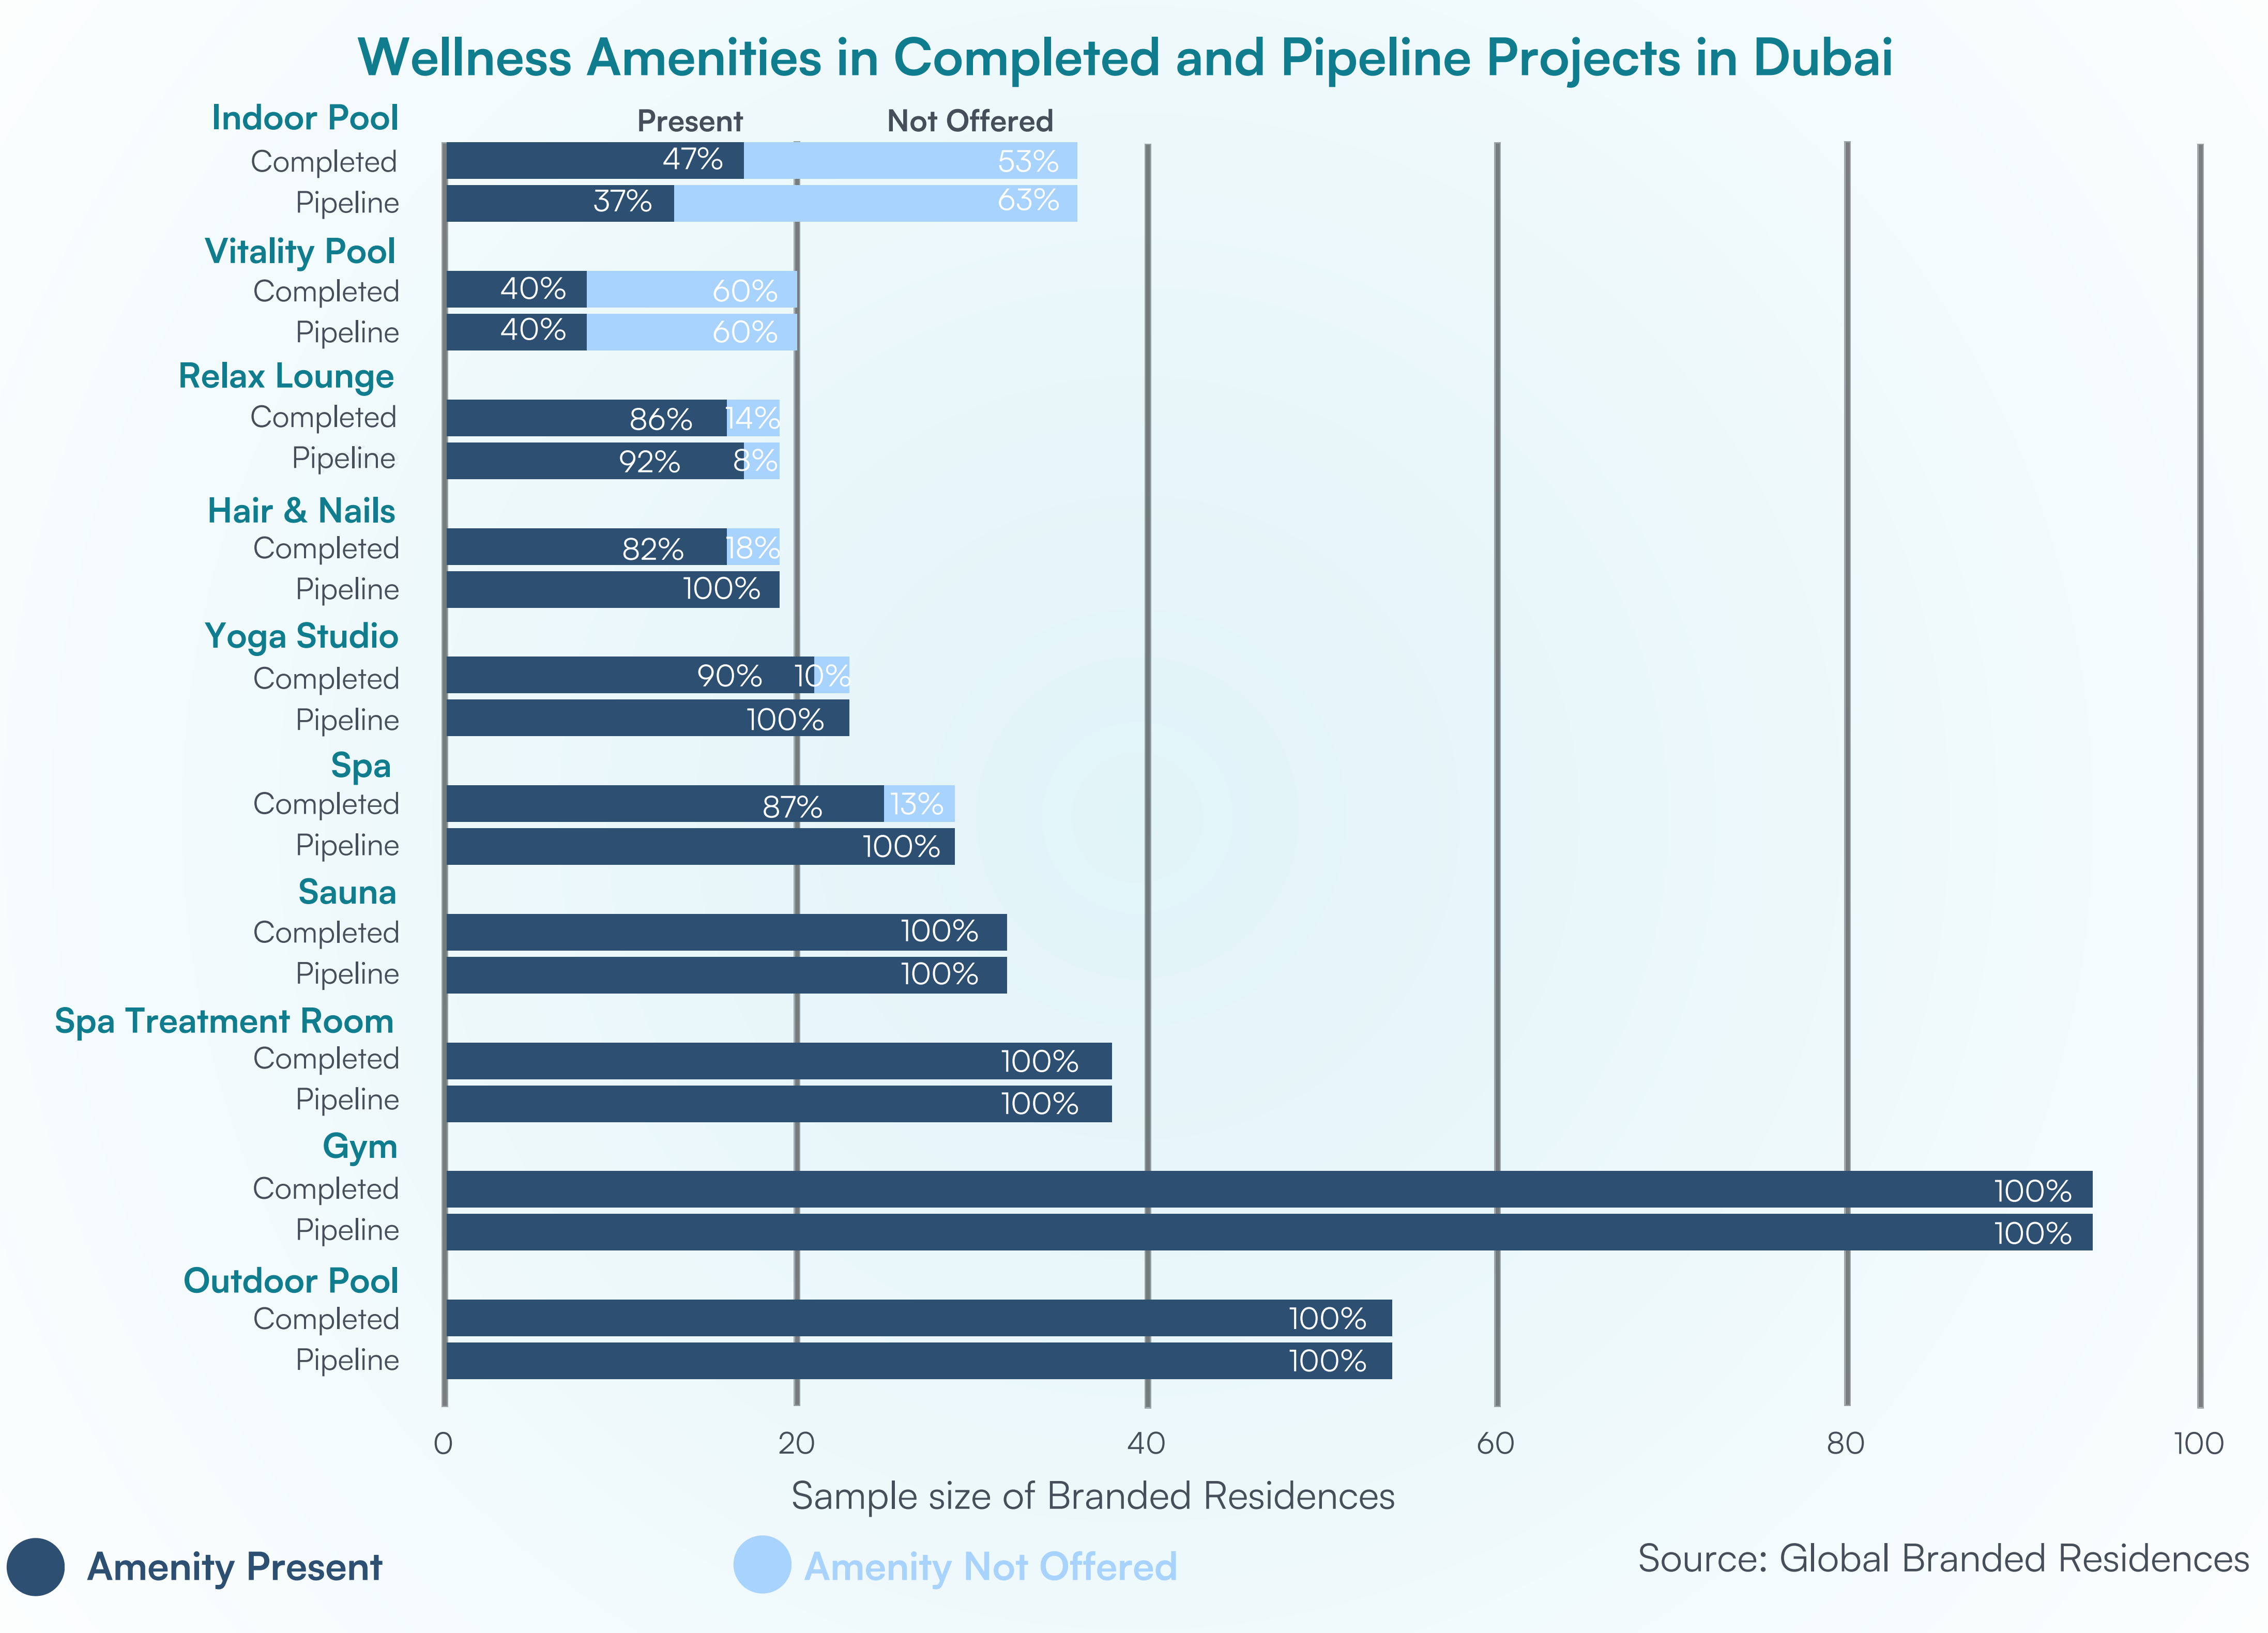 Wellness Amenities in Completed and Pipeline Projects in Dubai
Indoor Pool
Present Not Offered
Completed 47% 53%
Pipeline 37% 63%
Vitality Pool
Completed 40% 60%
Pipeline 40% 60%
Relax Lounge
Completed 86% 14%
Pipeline 92% 8%
Hair & Nails
Completed 82% 18%
Pipeline 100%
Yoga Studio
Completed 90% 10%
Pipeline 100%
Spa
Completed 87% 13%
Pipeline 100%
Sauna
Completed 100%
Pipeline 100%
Spa Treatment Room
Completed 100%
Pipeline 100%
Gym
Completed 100%
Pipeline 100%
Outdoor Pool
Completed 100%
Pipeline 100%
0 20 40 60 80 100
Sample size of Branded Residences
Amenity Present
Amenity Not Offered
Source: Global Branded Residences